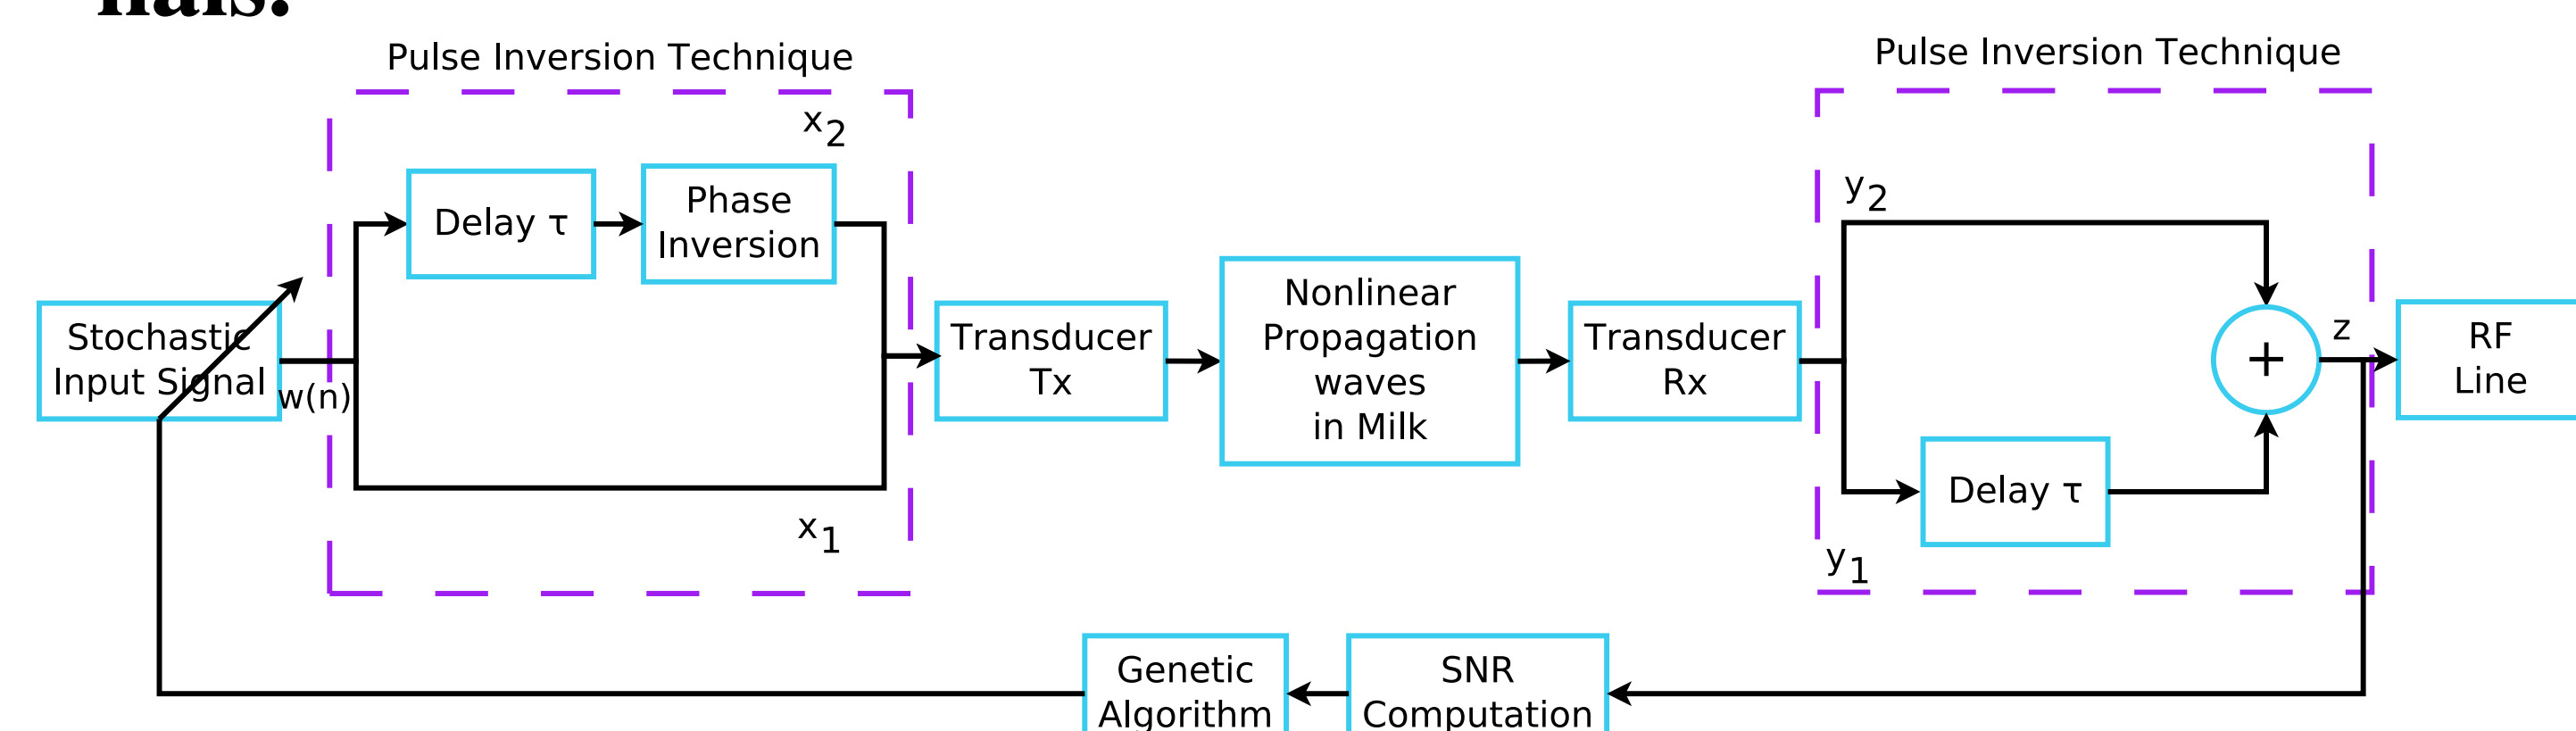 nals.
Pulse Inversion Technique
Pulse Inversion Technique
x2
Delay τ
Phase
Inversion
y2
Stochastic
Input Signal
w(n)
Transducer
Tx
Nonlinear
Propagation
waves
in Milk
Transducer
Rx
+
z
RF
Line
Delay τ
x1
y1
Genetic
Algorithm
SNR
Computation